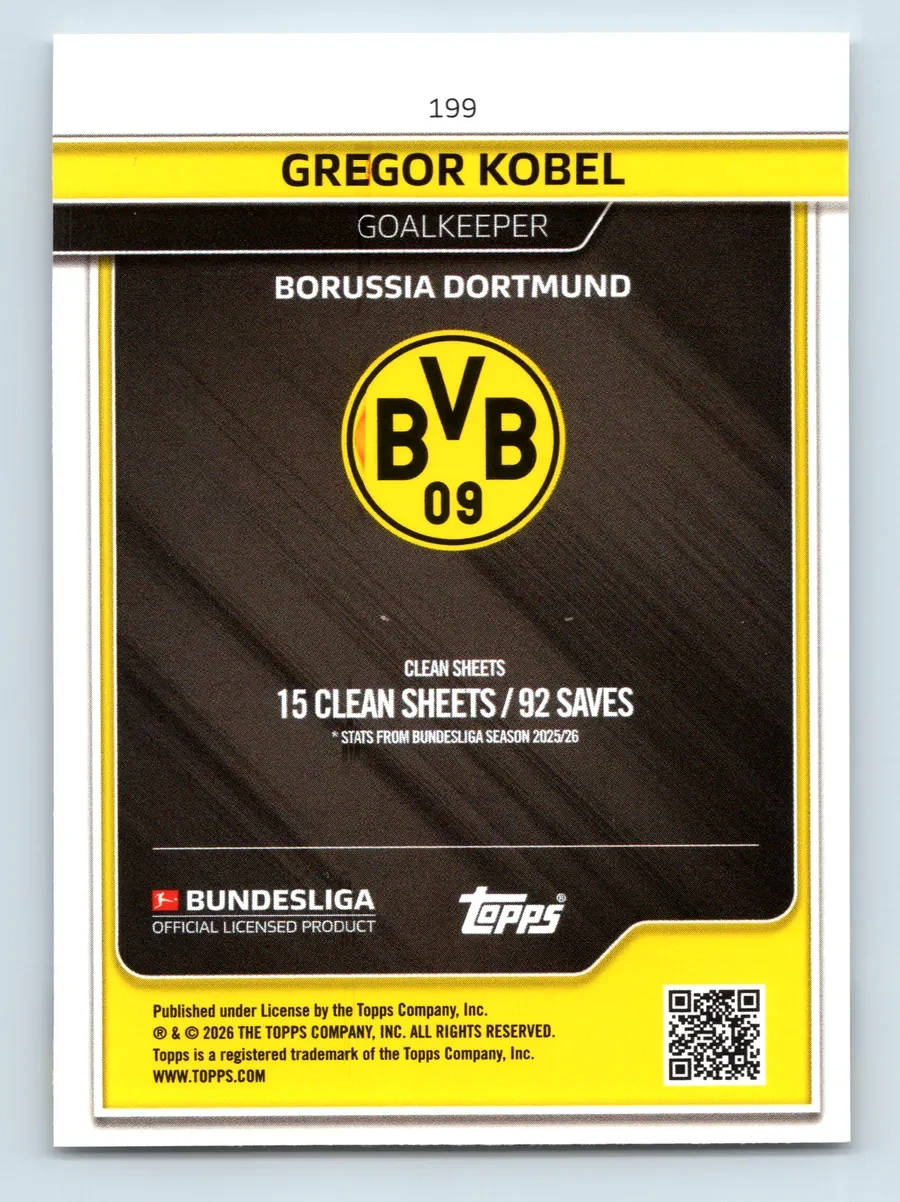 199
GREGOR KOBEL
GOALKEEPER
BORUSSIA DORTMUND
BVB
09
CLEAN SHEETS
15 CLEAN SHEETS / 92 SAVES
* STATS FROM BUNDESLIGA SEASON 2025/26
BUNDESLIGA
OFFICIAL LICENSED PRODUCT
topps®
Published under License by the Topps Company, Inc.
® & © 2026 THE TOPPS COMPANY, INC. ALL RIGHTS RESERVED.
Topps is a registered trademark of the Topps Company, Inc.
WWW.TOPPS.COM